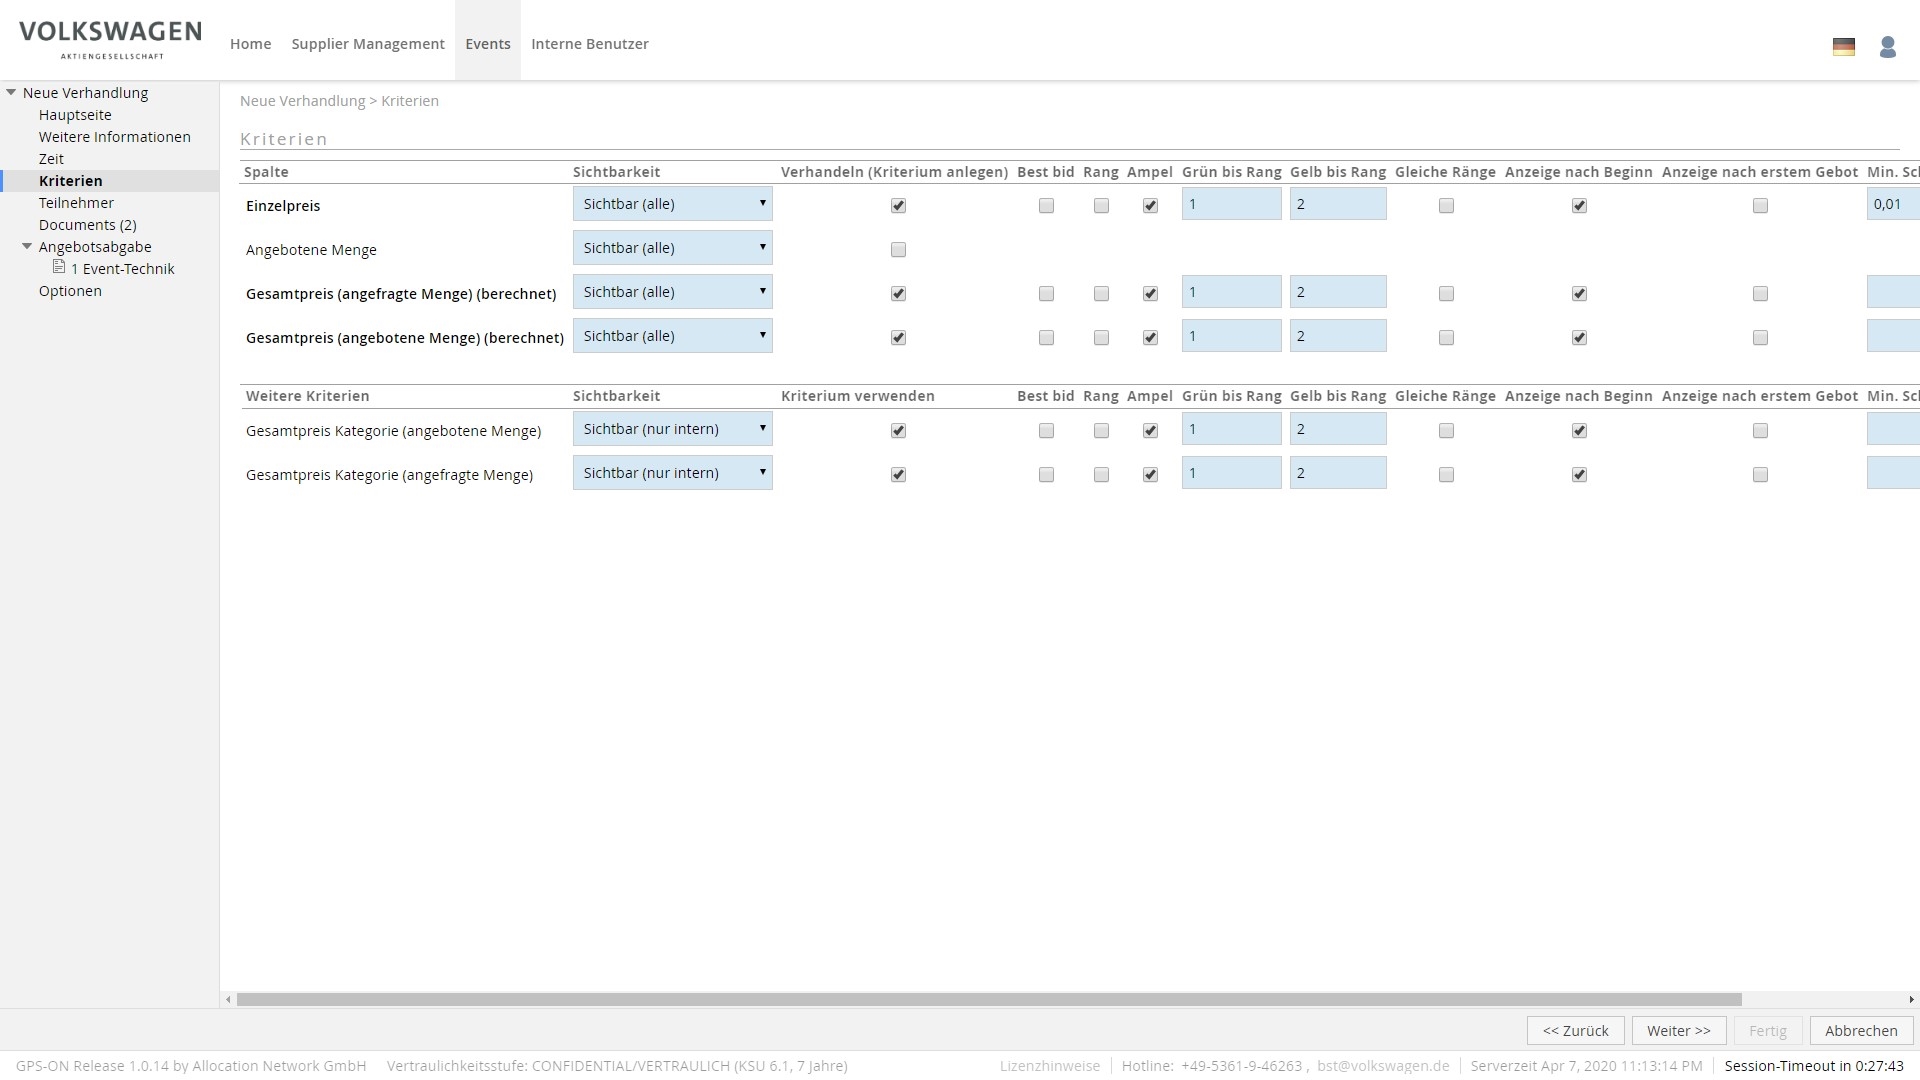 VOLKSWAGEN
AKTIENGESELLSCHAFT
Home Supplier Management Events Interne Benutzer
Neue Verhandlung
Hauptseite
Weitere Informationen
Zeit
Kriterien
Teilnehmer
Documents (2)
Angebotsabgabe
1 Event-Technik
Optionen
Neue Verhandlung > Kriterien
Kriterien
Spalte Sichtbarkeit Verhandeln (Kriterium anlegen) Best bid Rang Ampel Grün bis Rang Gelb bis Rang Gleiche Ränge Anzeige nach Beginn Anzeige nach erstem Gebot Min. Sch
Einzelpreis Sichtbar (alle) 1 2 0,01
Angebotene Menge Sichtbar (alle)
Gesamtpreis (angefragte Menge) (berechnet) Sichtbar (alle) 1 2
Gesamtpreis (angebotene Menge) (berechnet) Sichtbar (alle) 1 2
Weitere Kriterien Sichtbarkeit Kriterium verwenden Best bid Rang Ampel Grün bis Rang Gelb bis Rang Gleiche Ränge Anzeige nach Beginn Anzeige nach erstem Gebot Min. Sch
Gesamtpreis Kategorie (angebotene Menge) Sichtbar (nur intern) 1 2
Gesamtpreis Kategorie (angefragte Menge) Sichtbar (nur intern) 1 2
<< Zurück Weiter >> Fertig Abbrechen
GPS-ON Release 1.0.14 by Allocation Network GmbH Vertraulichkeitsstufe: CONFIDENTIAL/VERTRAULICH (KSU 6.1, 7 Jahre) Lizenzhinweise Hotline: +49-5361-9-46263 , bst@volkswagen.de Serverzeit Apr 7, 2020 11:13:14 PM Session-Timeout in 0:27:43